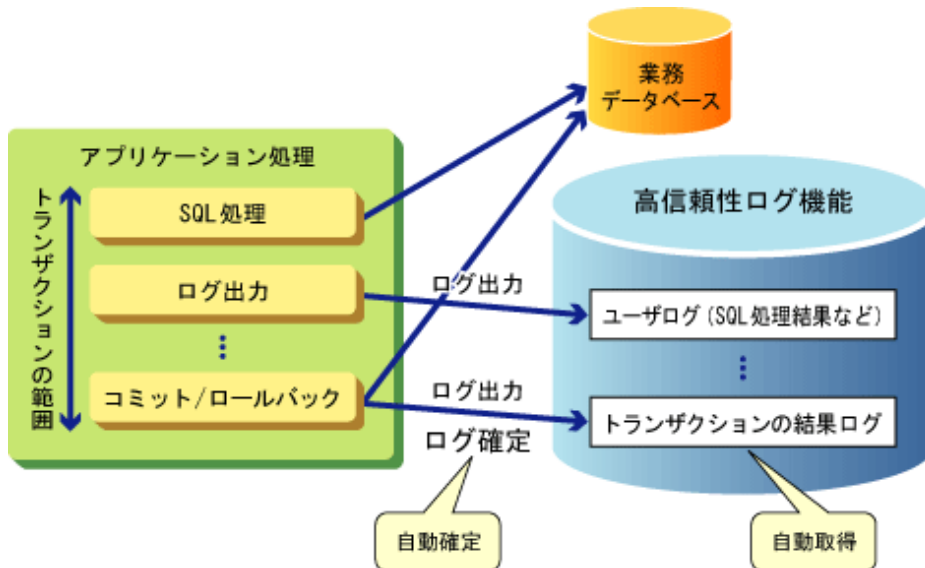 業務
データベース
アプリケーション処理
トランザクションの範囲
SQL処理
ログ出力
コミット/ロールバック
ログ出力
ログ出力
ログ確定
自動確定
高信頼性ログ機能
ユーザログ(SQL処理結果など)
トランザクションの結果ログ
自動取得